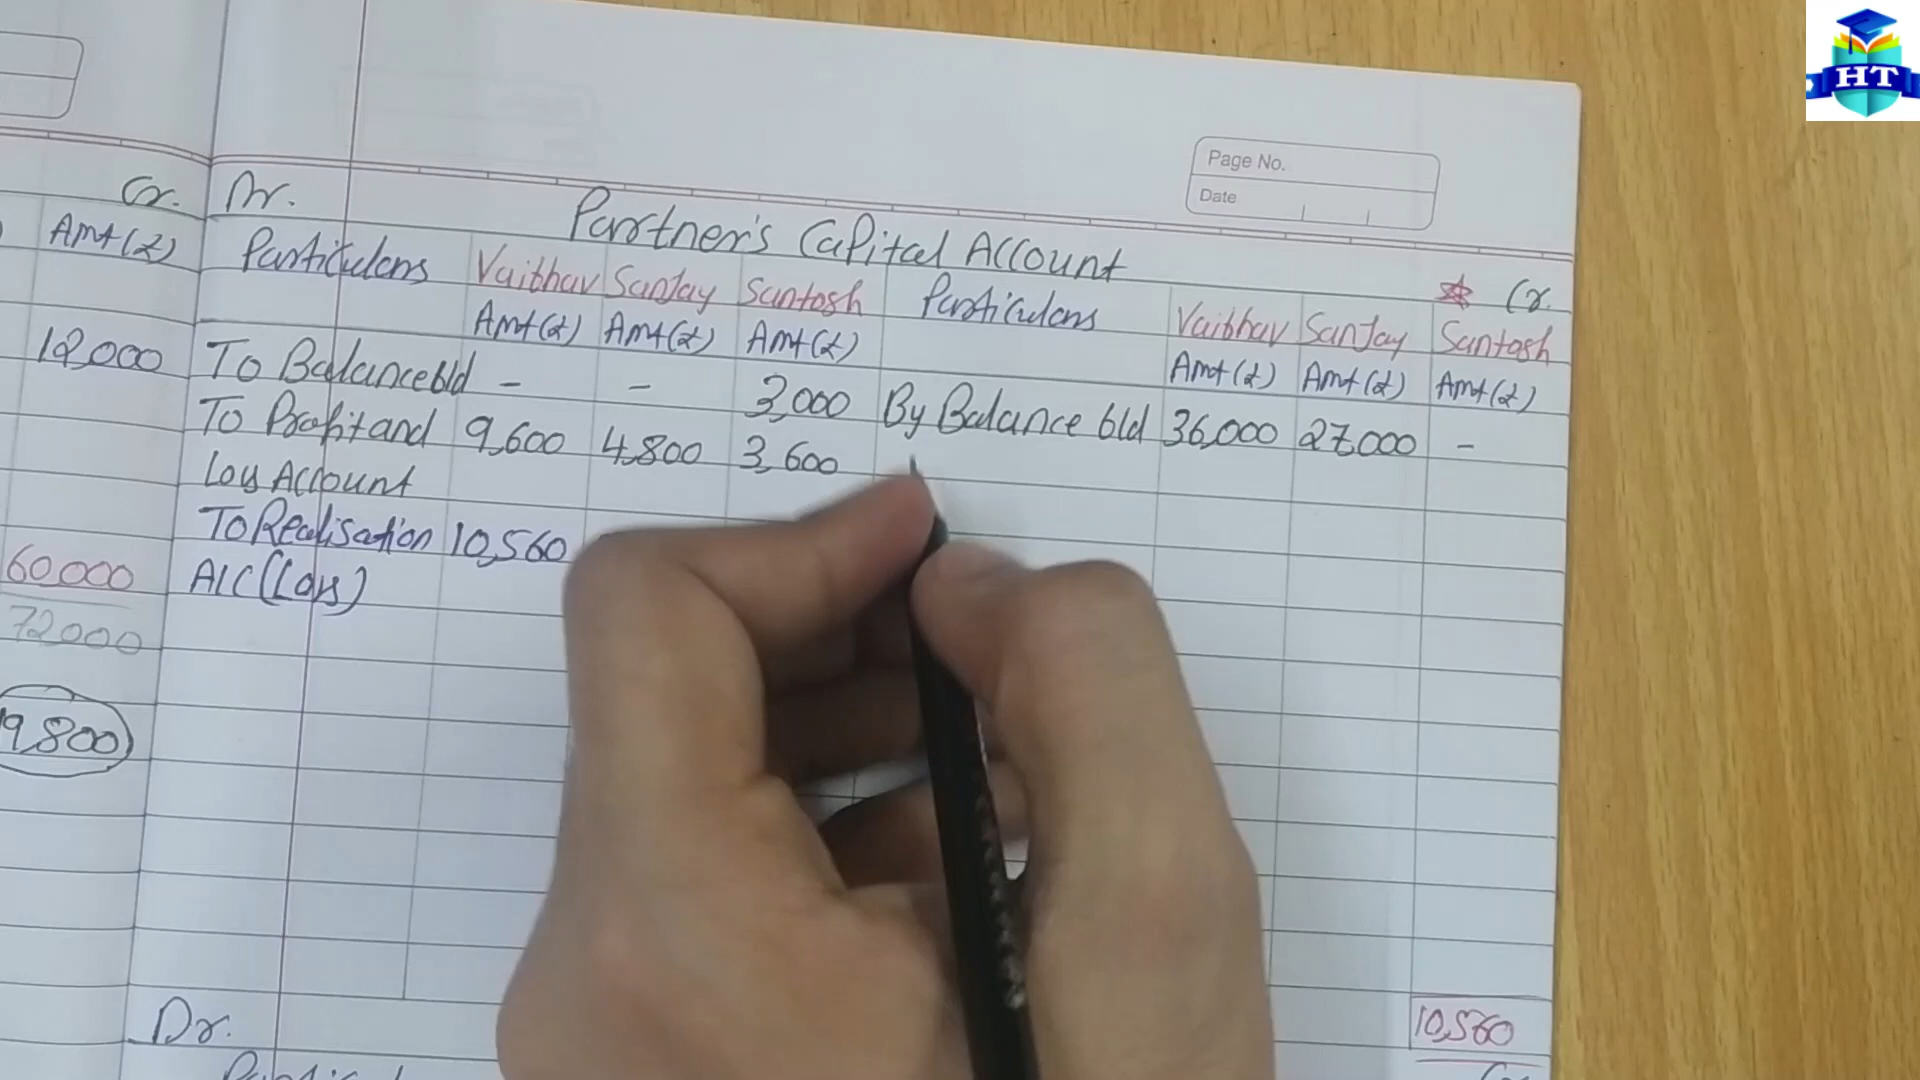 HT
Page No.
Date
Cr.
Dr.
Partner's Capital Account
Cr.
Amt(₹)
Particulars Vaibhav Sanjay Santosh Particulars Vaibhav Sanjay Santosh
Amt(₹) Amt(₹) Amt(₹) Amt(₹) Amt(₹) Amt(₹)
12,000 To Balance b/d - - 3,000 By Balance b/d 36,000 27,000 -
To Profit and 9,600 4,800 3,600
Loss Account
To Realisation 10,560
60000 A/C (Loss)
72000
9,800
10,560
Dr.